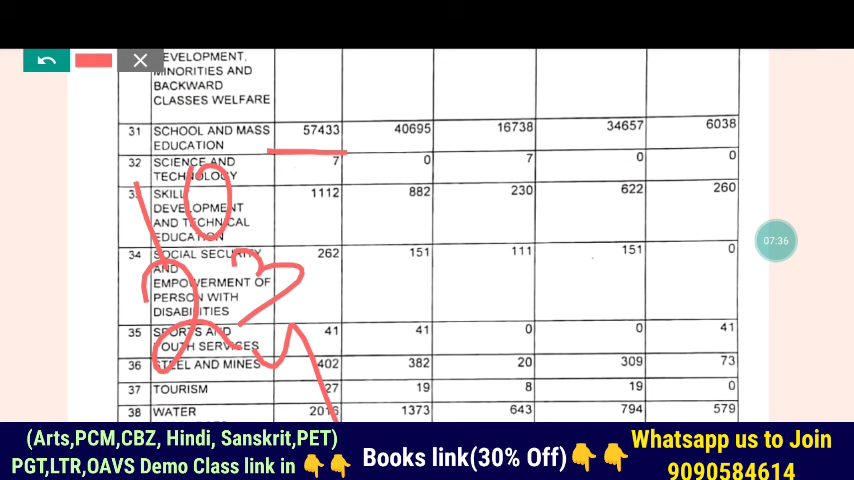 DEVELOPMENT,
MINORITIES AND
BACKWARD
CLASSES WELFARE
31 SCHOOL AND MASS EDUCATION 57433 40695 16738 34657 6038
32 SCIENCE AND TECHNOLOGY 7 0 7 0 0
33 SKILL DEVELOPMENT AND TECHNICAL EDUCATION 1112 882 230 622 260
34 SOCIAL SECURITY AND EMPOWERMENT OF PERSON WITH DISABILITIES 262 151 111 151 0
35 SPORTS AND YOUTH SERVICES 41 41 0 0 41
36 STEEL AND MINES 402 382 20 309 73
37 TOURISM 27 19 8 19 0
38 WATER 2016 1373 643 794 579
07:36
(Arts,PCM,CBZ, Hindi, Sanskrit,PET)
PGT,LTR,OAVS Demo Class link in 👇👇
Books link(30% Off)👇👇
Whatsapp us to Join
9090584614